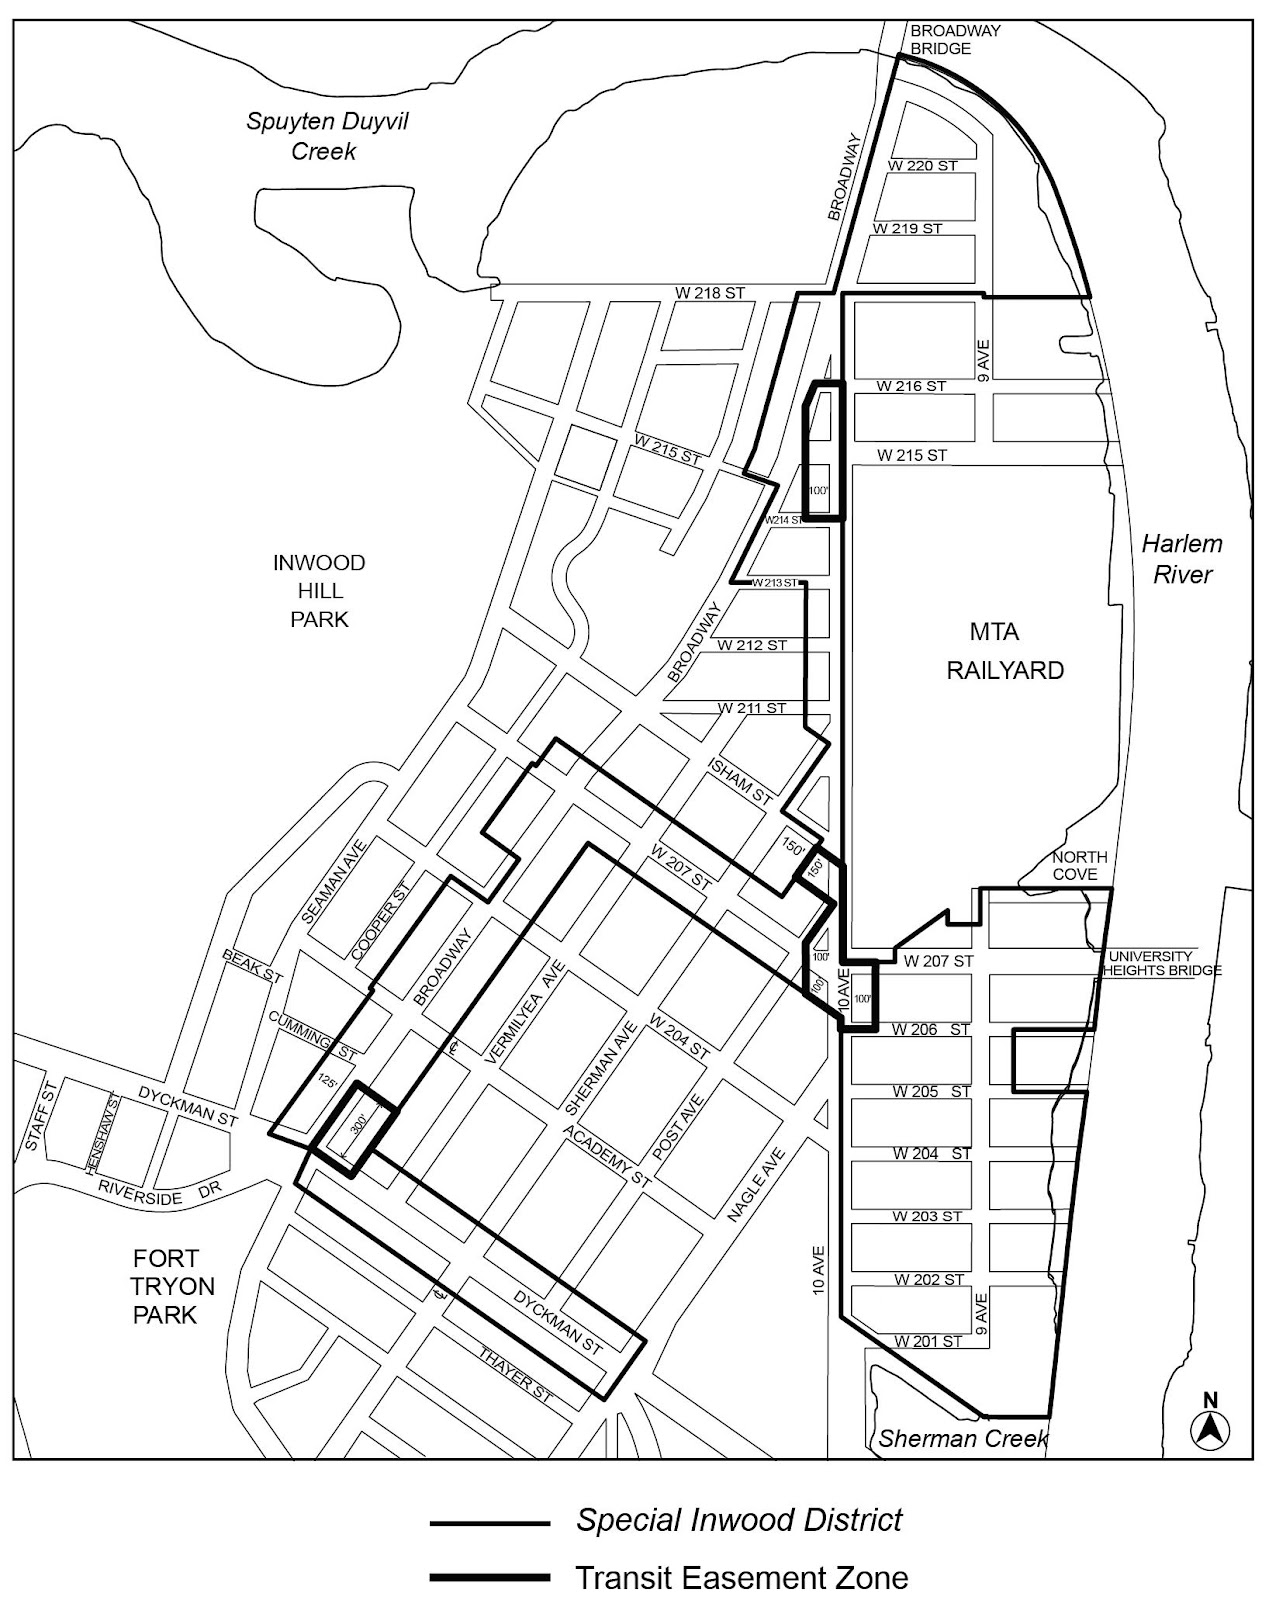 BROADWAY
BRIDGE
Spuyten Duyvil
Creek
BROADWAY
W 220 ST
W 219 ST
W 218 ST
9 AVE
W 216 ST
W 215 ST
W 215 ST
100'
W214 ST
Harlem
River
INWOOD
HILL
PARK
W 213 ST
BROADWAY
MTA
RAILYARD
W 212 ST
W 211 ST
ISHAM ST
150'
150'
W 207 ST
NORTH
COVE
SEAMAN AVE
COOPER ST
BROADWAY
BEAK ST
VERMILYEA AVE
100'
100'
10 AVE
100'
W 207 ST
UNIVERSITY
HEIGHTS BRIDGE
CUMMING ST
W 204 ST
SHERMAN AVE
W 206 ST
125'
300'
STAFF ST
HENSHAW ST
DYCKMAN ST
W 205 ST
ACADEMY ST
POST AVE
NAGLE AVE
W 204 ST
RIVERSIDE DR
W 203 ST
FORT
TRYON
PARK
10 AVE
W 202 ST
DYCKMAN ST
9 AVE
W 201 ST
THAYER ST
N
Sherman Creek
Special Inwood District
Transit Easement Zone